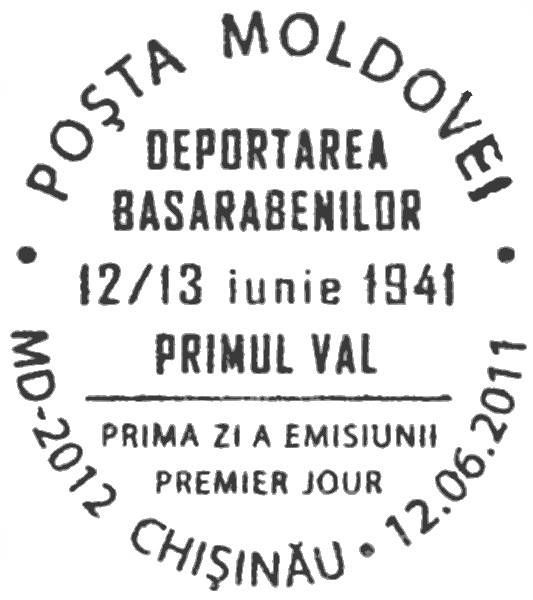 POȘTA MOLDOVEI
DEPORTAREA
BASARABENILOR
12/13 iunie 1941
PRIMUL VAL
PRIMA ZI A EMISIUNII
PREMIER JOUR
MD-2012 CHIȘINĂU • 12.06.2011